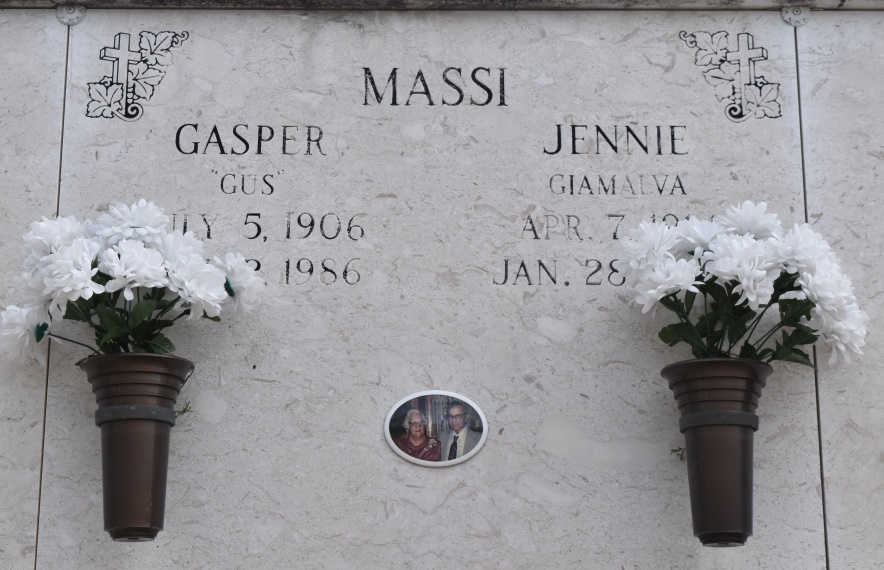 MASSI
GASPER
"GUS"
5, 1906
1986
JENNIE
GIAMALVA
APR. 7,
JAN. 28